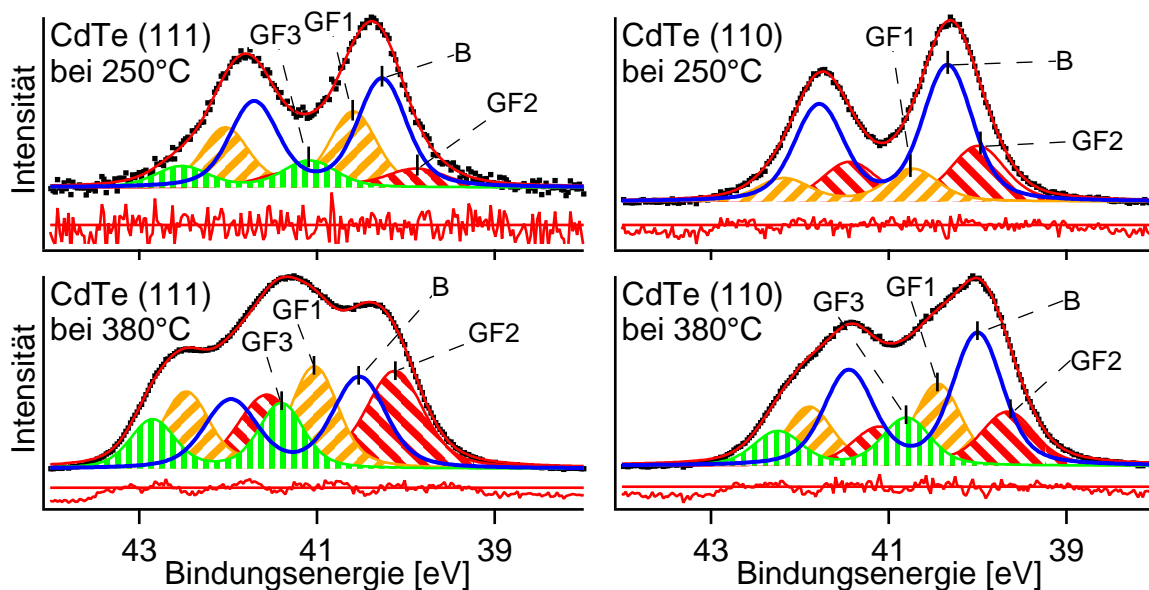 CdTe (111)
bei 250°C
GF3
GF1
B
GF2
Intensität
CdTe (110)
bei 250°C
GF1
B
GF2
CdTe (111)
bei 380°C
GF3
GF1
B
GF2
Intensität
CdTe (110)
bei 380°C
GF3
GF1
B
GF2
43
41
39
Bindungsenergie [eV]
43
41
39
Bindungsenergie [eV]